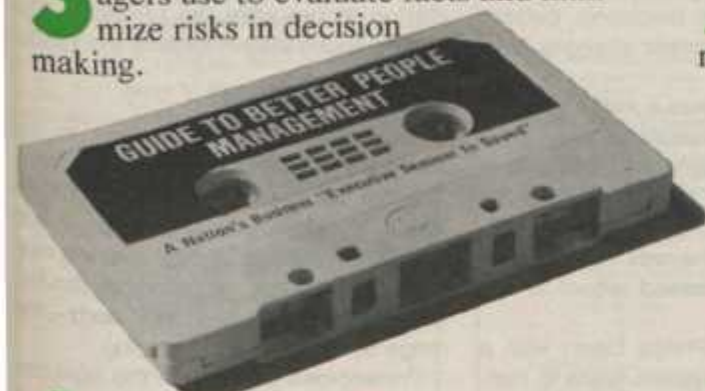 mize risks in decision
making.
GUIDE TO BETTER PEOPLE
MANAGEMENT
A Nation's Business "Executive Seminar In Sound"